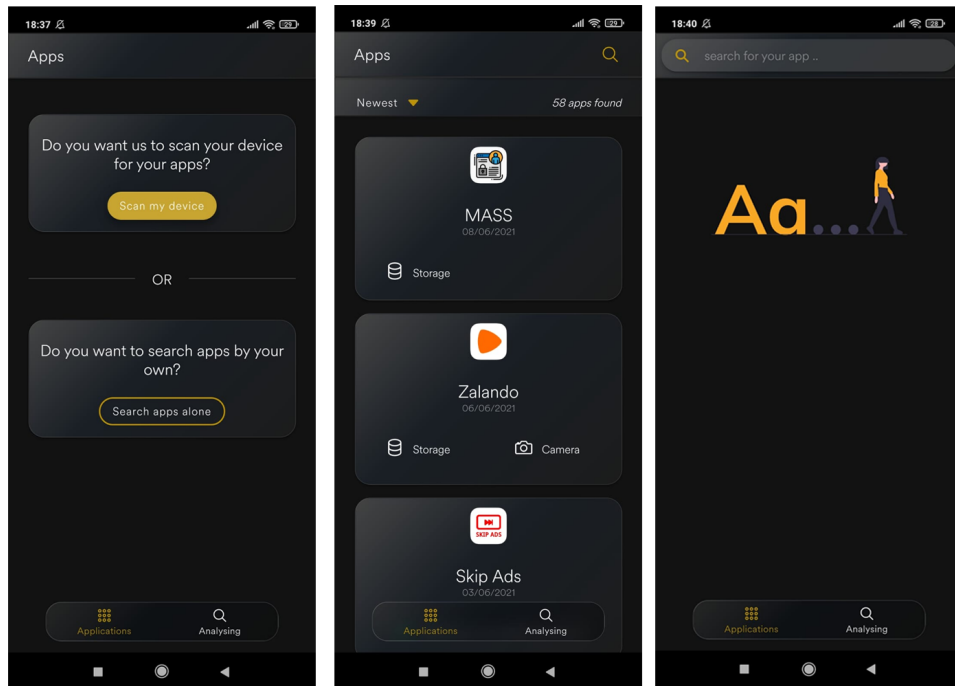 18:37
29
Apps
Do you want us to scan your device
for your apps?
Scan my device
OR
Do you want to search apps by your
own?
Search apps alone
Applications
Analysing
18:39
29
Apps
Newest
58 apps found
MASS
08/06/2021
Storage
Zalando
06/06/2021
Storage
Camera
SKIP ADS
Skip Ads
03/06/2021
Applications
Analysing
18:40
28
search for your app ..
Aa...
Applications
Analysing